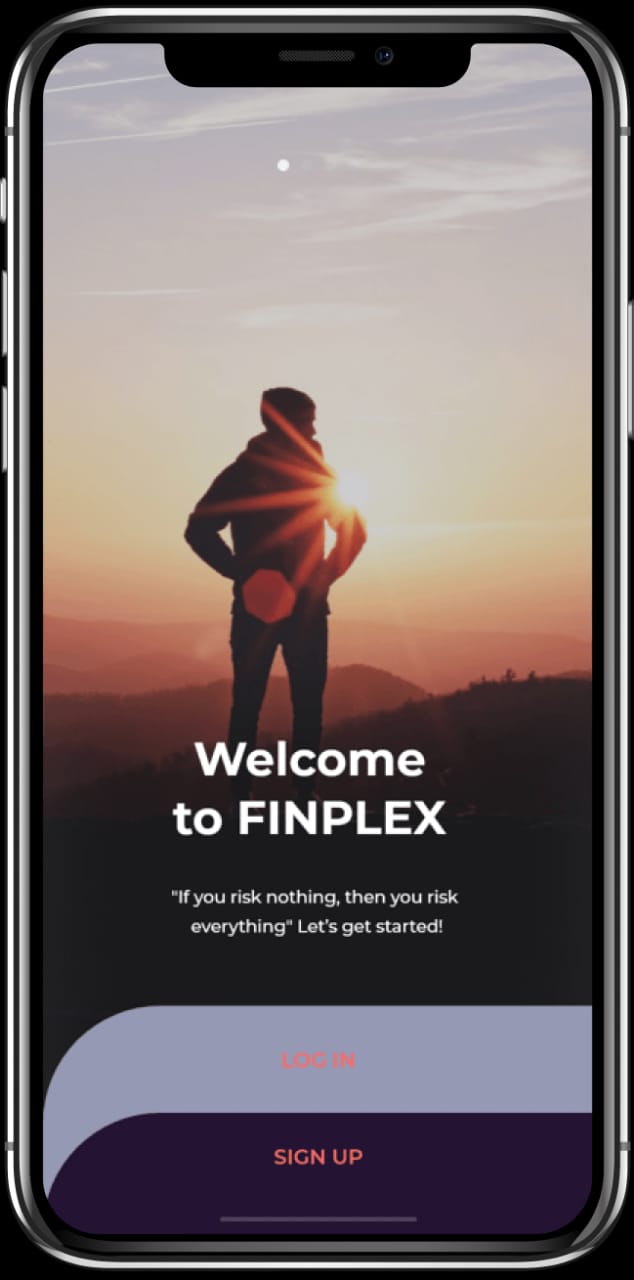 Welcome
to FINPLEX
"If you risk nothing, then you risk
everything" Let's get started!
LOG IN
SIGN UP